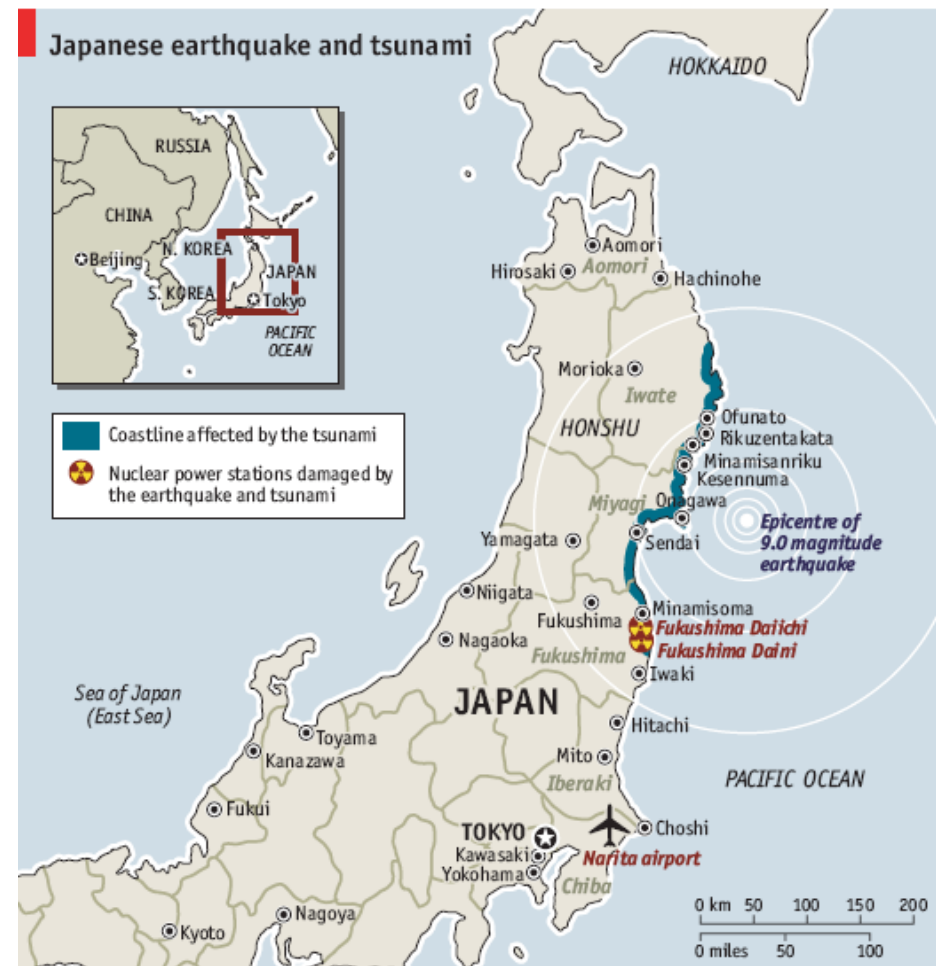 Japanese earthquake and tsunami
HOKKAIDO
RUSSIA
CHINA
N. KOREA
Beijing
JAPAN
S. KOREA
Tokyo
PACIFIC
OCEAN
Coastline affected by the tsunami
Nuclear power stations damaged by
the earthquake and tsunami
Aomori
Aomori
Hirosaki
Hachinohe
Morioka
Iwate
HONSHU
Ofunato
Rikuzentakata
Minamisanriku
Kesennuma
Miyagi
Onagawa
Epicentre of
9.0 magnitude
earthquake
Sendai
Yamagata
Niigata
Fukushima
Minamisoma
Fukushima Daiichi
Fukushima Daini
Nagaoka
Fukushima
Iwaki
Sea of Japan
(East Sea)
JAPAN
Hitachi
Toyama
Kanazawa
Mito
Iberaki
PACIFIC OCEAN
Fukui
TOKYO
Choshi
Kawasaki
Narita airport
Yokohama
Chiba
Nagoya
Kyoto
0 km 50 100 150 200
0 miles 50 100